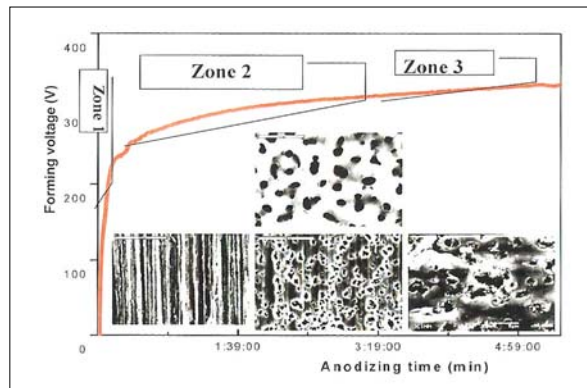 400
300
200
100
0
Forming voltage (V)
Zone 1
Zone 2
Zone 3
1:39:00
3:19:00
4:59:00
Anodizing time (min)